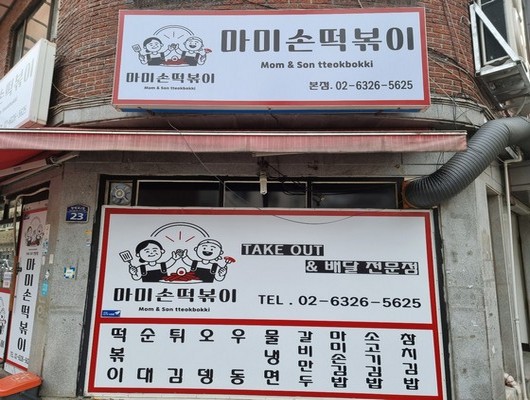 마미손떡볶이
Mom & Son tteokbokki
마미손떡볶이
Mom & Son tteokbokki
본점. 02-6326-5625
23
마미손떡볶이
마미손떡볶이
Mom & Son tteokbokki
TAKE OUT
& 배달 전문점
TEL . 02-6326-5625
떡볶이
순대
튀김
오뎅
우동
물냉면
갈비만두
마미손김밥
소고기김밥
참치김밥